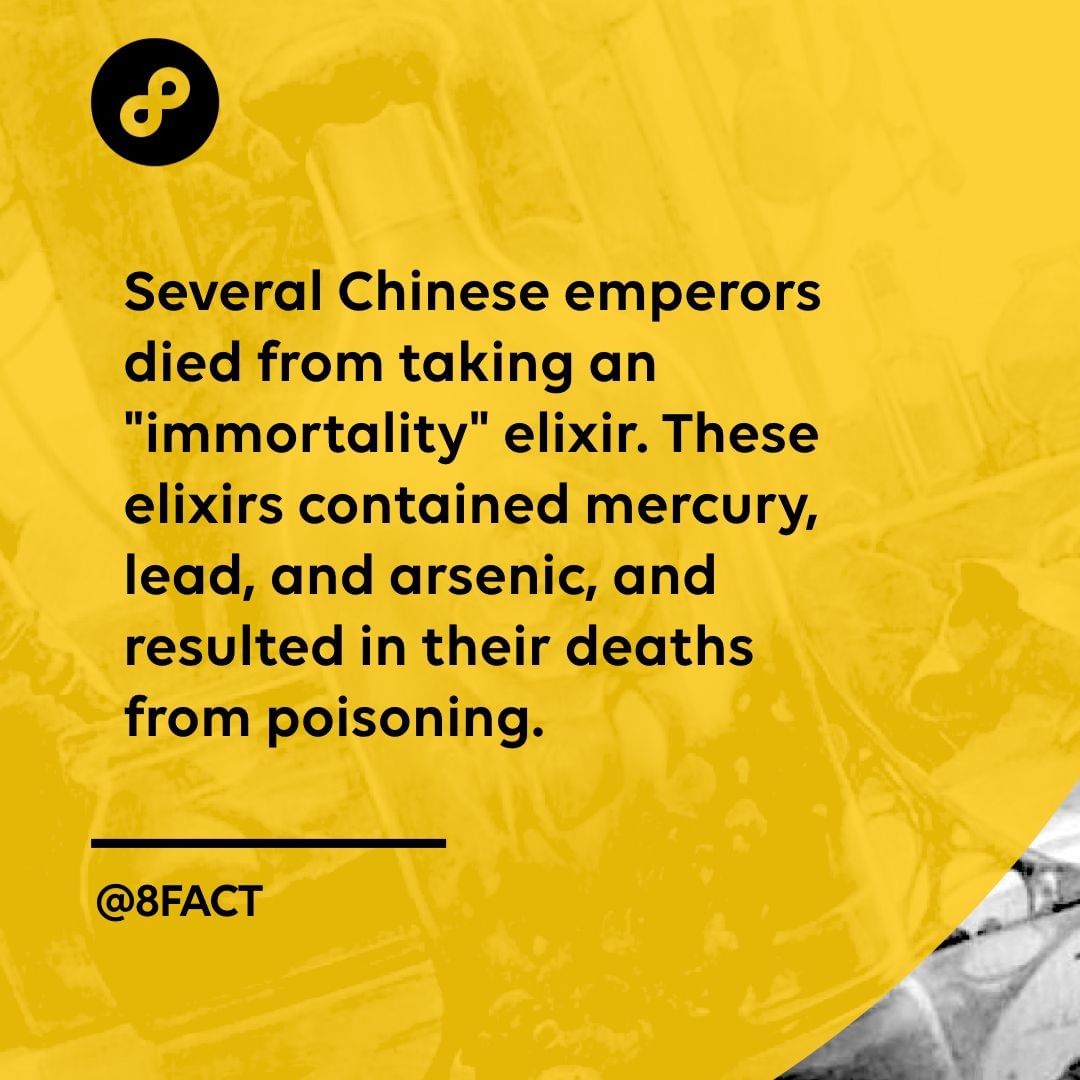 Several Chinese emperors
died from taking an
"immortality" elixir. These
elixirs contained mercury,
lead, and arsenic, and
resulted in their deaths
from poisoning.
@8FACT